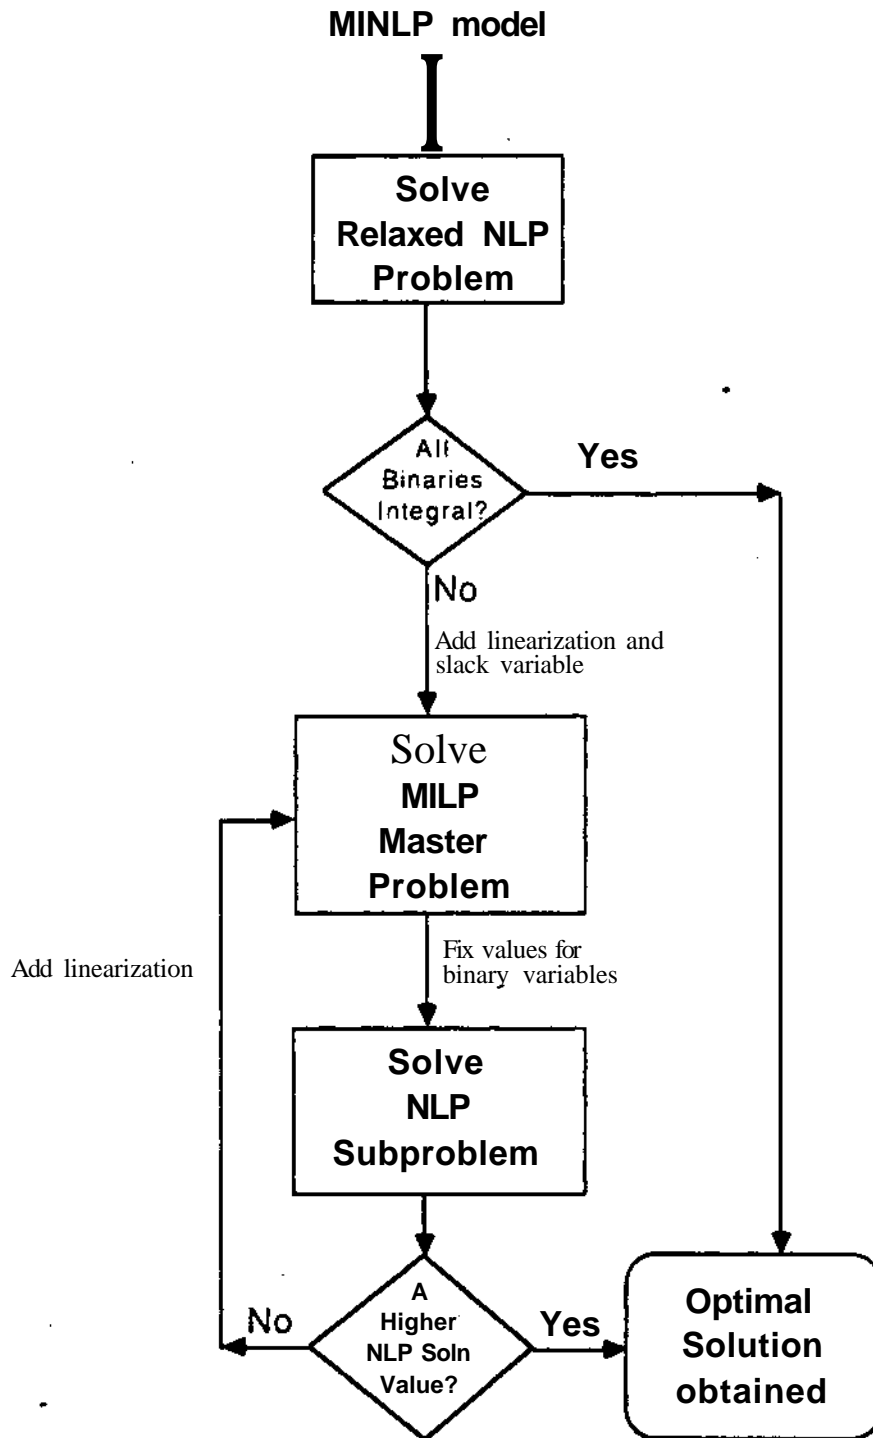 MINLP model
Solve
Relaxed NLP
Problem
All
Binaries
Integral?
Yes
No
Add linearization and
slack variable
Solve
MILP
Master
Problem
Add linearization
Fix values for
binary variables
Solve
NLP
Subproblem
A
Higher
NLP Soln
Value?
No
Yes
Optimal
Solution
obtained